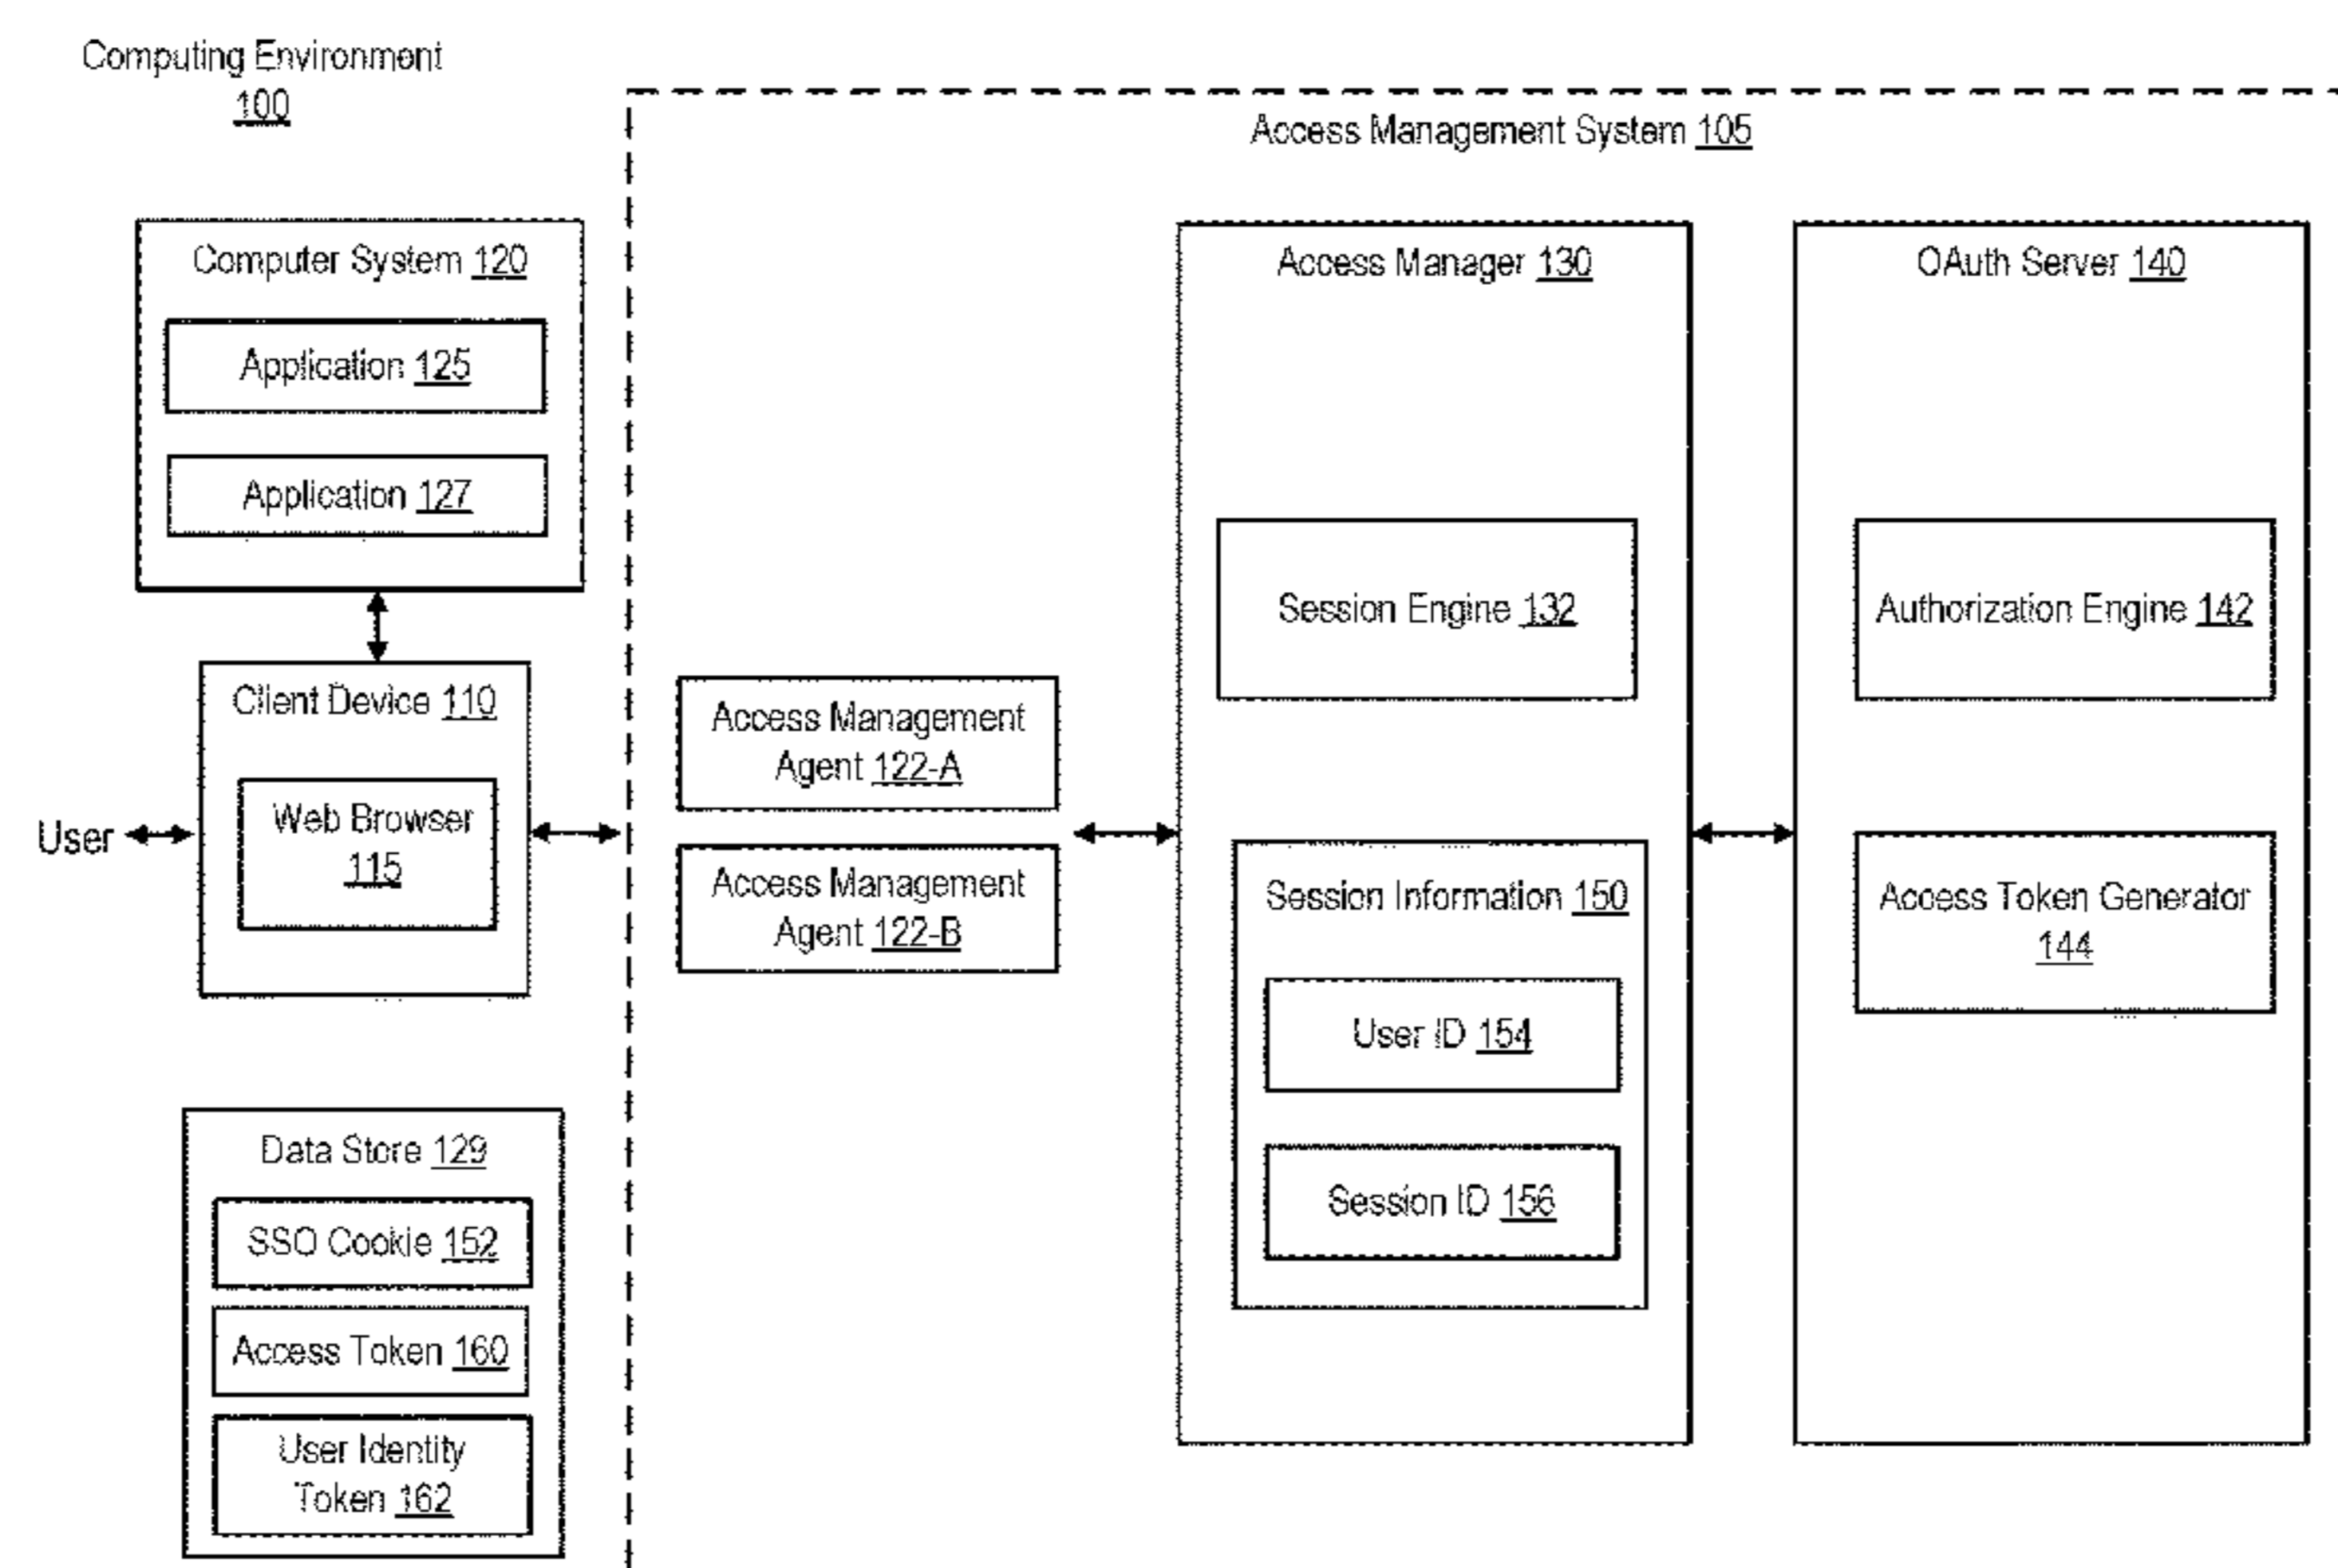 Computing Environment
100
Access Management System 105
Computer System 120
Application 125
Application 127
Client Device 110
Web Browser
115
User
Data Store 129
SSO Cookie 152
Access Token 160
User Identity
Token 162
Access Management
Agent 122-A
Access Management
Agent 122-B
Access Manager 130
Session Engine 132
Session Information 150
User ID 154
Session ID 156
OAuth Server 140
Authorization Engine 142
Access Token Generator
144